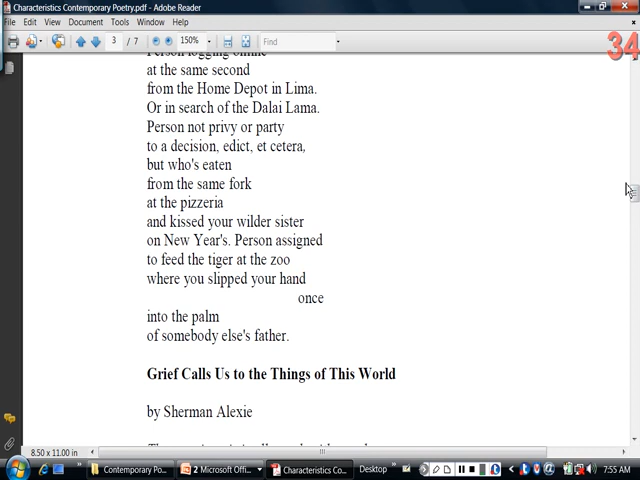 Characteristics Contemporary Poetry.pdf - Adobe Reader
File Edit View Document Tools Window Help
3 / 7 150% Find
34
Person logging online
at the same second
from the Home Depot in Lima.
Or in search of the Dalai Lama.
Person not privy or party
to a decision, edict, et cetera,
but who's eaten
from the same fork
at the pizzeria
and kissed your wilder sister
on New Year's. Person assigned
to feed the tiger at the zoo
where you slipped your hand
once
into the palm
of somebody else's father.
Grief Calls Us to the Things of This World
by Sherman Alexie
8.50 x 11.00 in
Contemporary Po... 2 Microsoft Offi... Characteristics Co... Desktop 7:55 AM